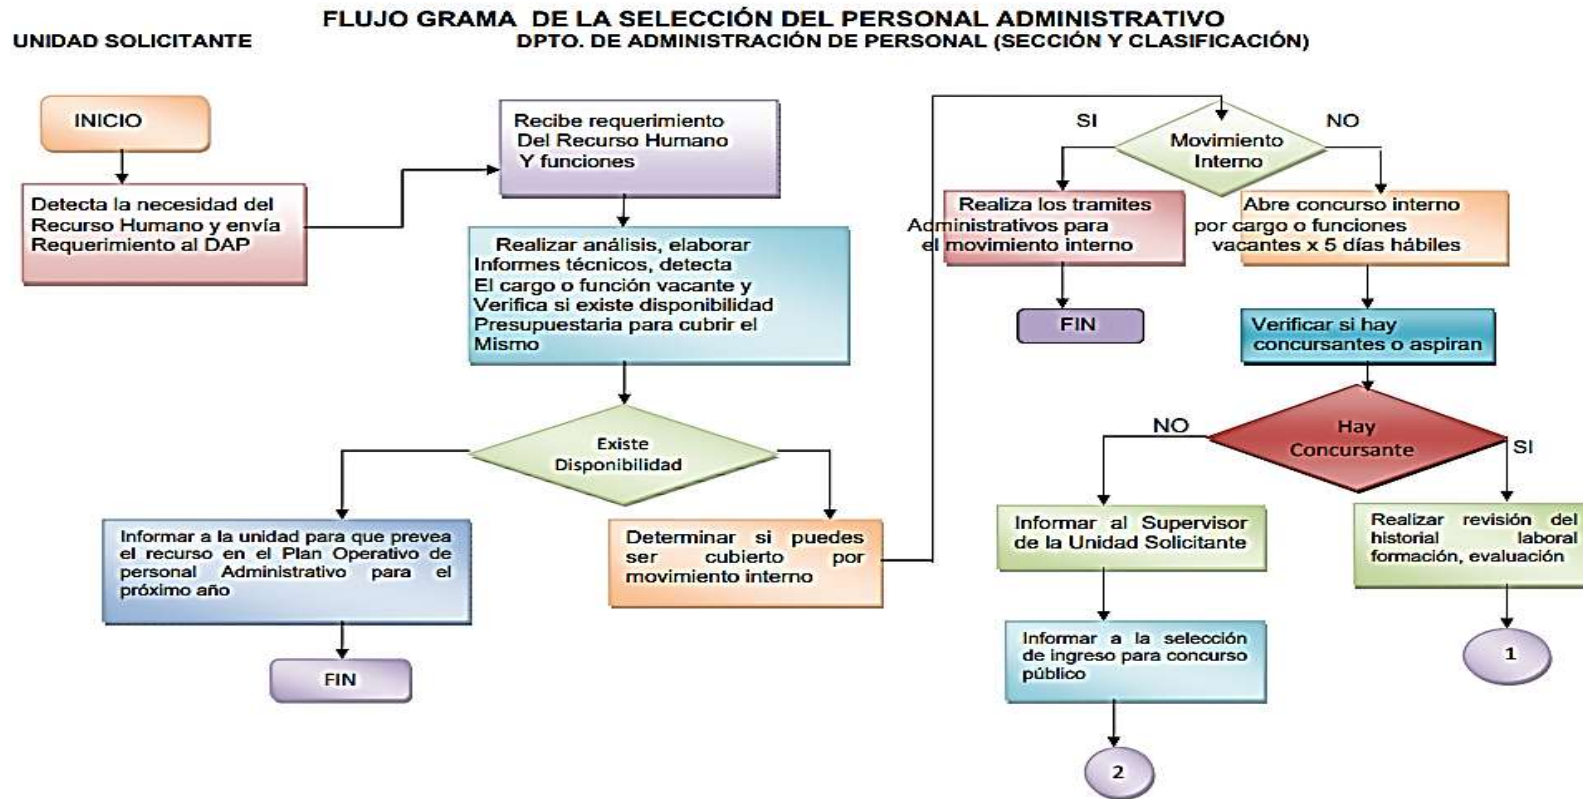 FLUJO GRAMA DE LA SELECCIÓN DEL PERSONAL ADMINISTRATIVO
UNIDAD SOLICITANTE
DPTO. DE ADMINISTRACIÓN DE PERSONAL (SECCIÓN Y CLASIFICACIÓN)
INICIO
Detecta la necesidad del
Recurso Humano y envía
Requerimiento al DAP
Recibe requerimiento
Del Recurso Humano
Y funciones
Realizar análisis, elaborar
Informes técnicos, detecta
El cargo o función vacante y
Verifica si existe disponibilidad
Presupuestaria para cubrir el
Mismo
Existe
Disponibilidad
Informar a la unidad para que prevea
el recurso en el Plan Operativo de
personal Administrativo para el
próximo año
FIN
Determinar si puedes
ser cubierto por
movimiento interno
SI
Movimiento
Interno
NO
Realiza los tramites
Administrativos para
el movimiento interno
FIN
Abre concurso interno
por cargo o funciones
vacantes x 5 días hábiles
Verificar si hay
concursantes o aspiran
NO
Hay
Concursante
SI
Informar al Supervisor
de la Unidad Solicitante
Informar a la selección
de ingreso para concurso
público
2
Realizar revisión del
historial laboral
formación, evaluación
1